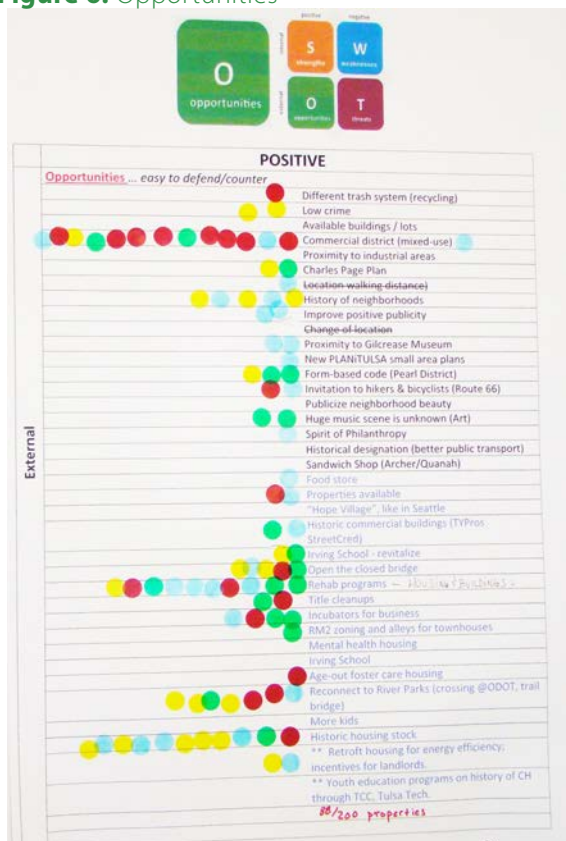 Figure 6. Opportunities
positive
negative
internal
S
strengths
W
weaknesses
O
opportunities
external
O
opportunities
T
threats
POSITIVE
Opportunities ... easy to defend/counter
External
Different trash system (recycling)
Low crime
Available buildings / lots
Commercial district (mixed-use)
Proximity to industrial areas
Charles Page Plan
Location walking distance)
History of neighborhoods
Improve positive publicity
Change of location
Proximity to Gilcrease Museum
New PLANiTULSA small area plans
Form-based code (Pearl District)
Invitation to hikers & bicyclists (Route 66)
Publicize neighborhood beauty
Huge music scene is unknown (Art)
Spirit of Philanthropy
Historical designation (better public transport)
Sandwich Shop (Archer/Quanah)
Food store
Properties available
"Hope Village", like in Seattle
Historic commercial buildings (TYPros
StreetCred)
Irving School - revitalize
Open the closed bridge
Rehab programs
Title cleanups
Incubators for business
RM2 zoning and alleys for townhouses
Mental health housing
Irving School
Age-out foster care housing
Reconnect to River Parks (crossing @ODOT, trail
bridge)
More kids
Historic housing stock
** Retroft housing for energy efficiency;
incentives for landlords.
** Youth education programs on history of CH
through TCC, Tulsa Tech.
/200 properties